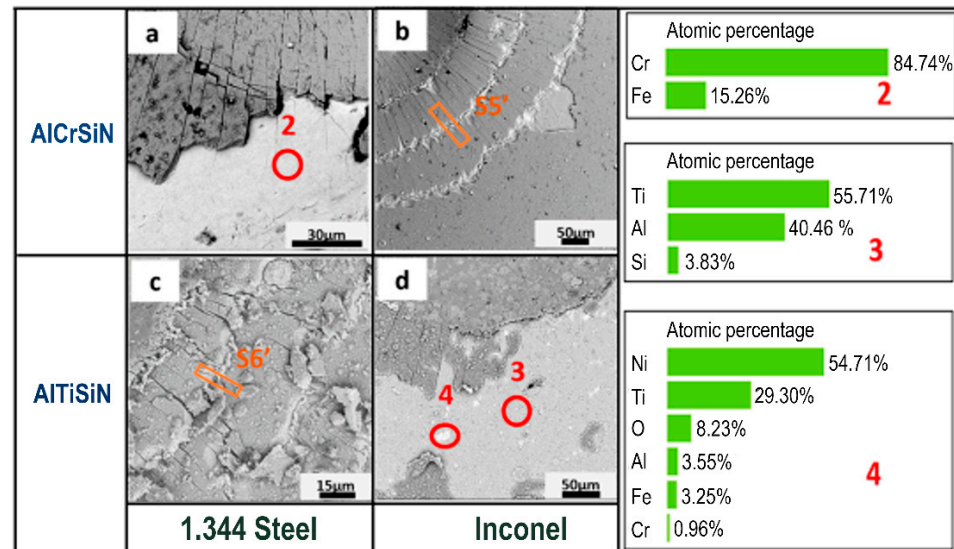 AlCrSiN
AlTiSiN
a
2
30µm
b
S5'
50µm
c
S6'
15µm
d
4
3
50µm
1.344 Steel
Inconel
Atomic percentage
Cr 84.74%
Fe 15.26%
2
Atomic percentage
Ti 55.71%
Al 40.46 %
Si 3.83%
3
Atomic percentage
Ni 54.71%
Ti 29.30%
O 8.23%
Al 3.55%
Fe 3.25%
Cr 0.96%
4